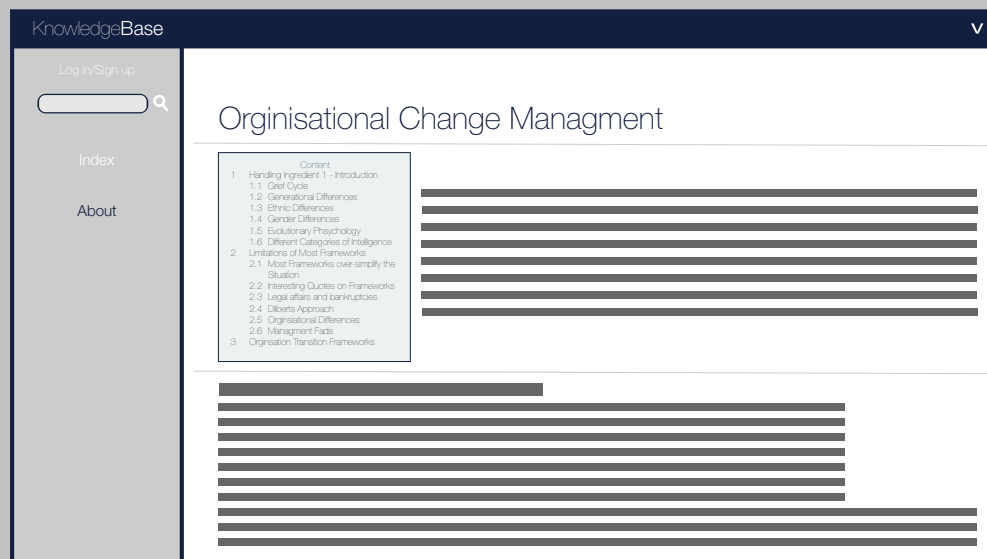 KnowledgeBase
V
Log in/Sign up
Index
About
Orginisational Change Managment
Content
1 Handling Ingredient 1 - Introduction
1.1 Grief Cycle
1.2 Generational Differences
1.3 Ethnic Differences
1.4 Gender Differences
1.5 Evolutionary Phsychology
1.6 Different Categories of Intelligence
2 Limitations of Most Frameworks
2.1 Most Frameworks over-simplify the
Situation
2.2 Interesting Quotes on Frameworks
2.3 Legal affairs and bankruptcies
2.4 Dilberts Approach
2.5 Orginsiational Differences
2.6 Managment Fads
3 Orginsation Transition Frameworks